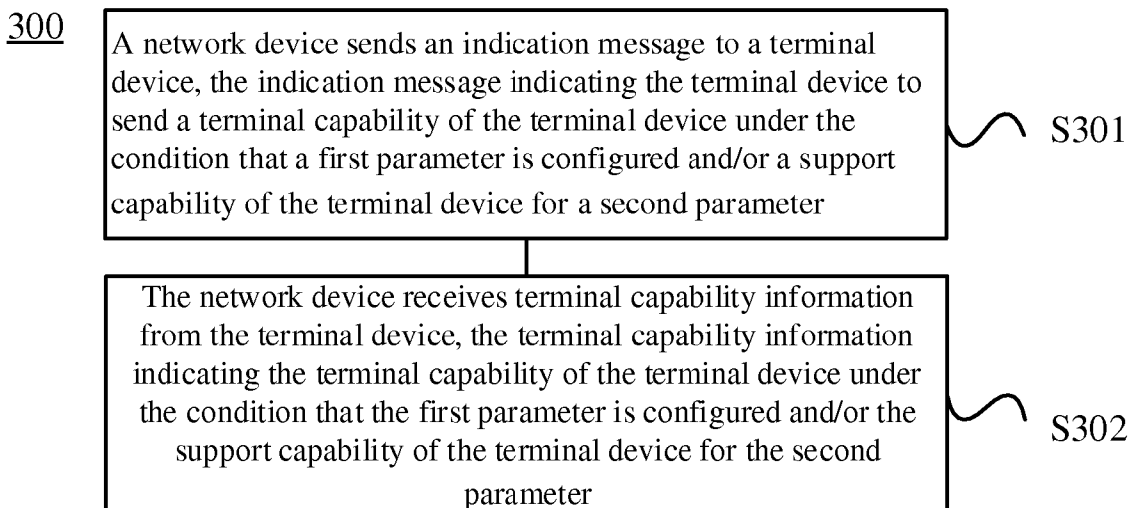 300
A network device sends an indication message to a terminal
device, the indication message indicating the terminal device to
send a terminal capability of the terminal device under the
condition that a first parameter is configured and/or a support
capability of the terminal device for a second parameter
S301
The network device receives terminal capability information
from the terminal device, the terminal capability information
indicating the terminal capability of the terminal device under
the condition that the first parameter is configured and/or the
support capability of the terminal device for the second
parameter
S302